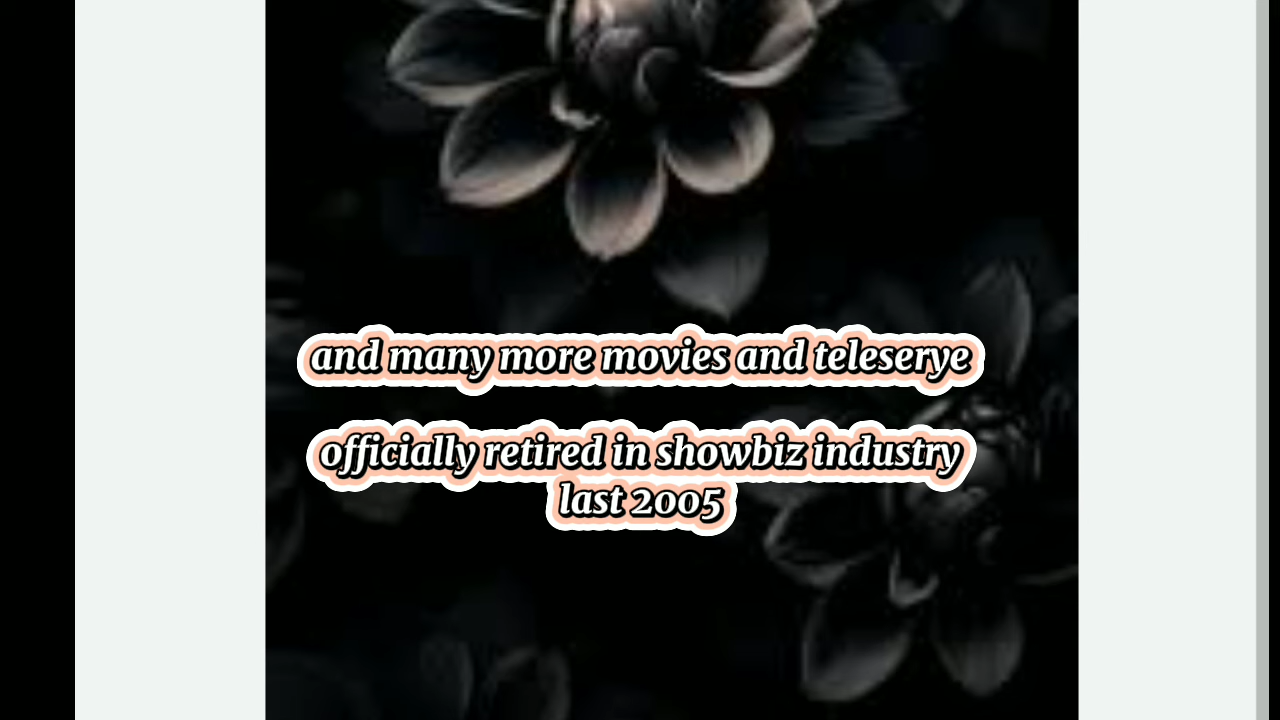 and many more movies and teleserye
officially retired in showbiz industry
last 2005